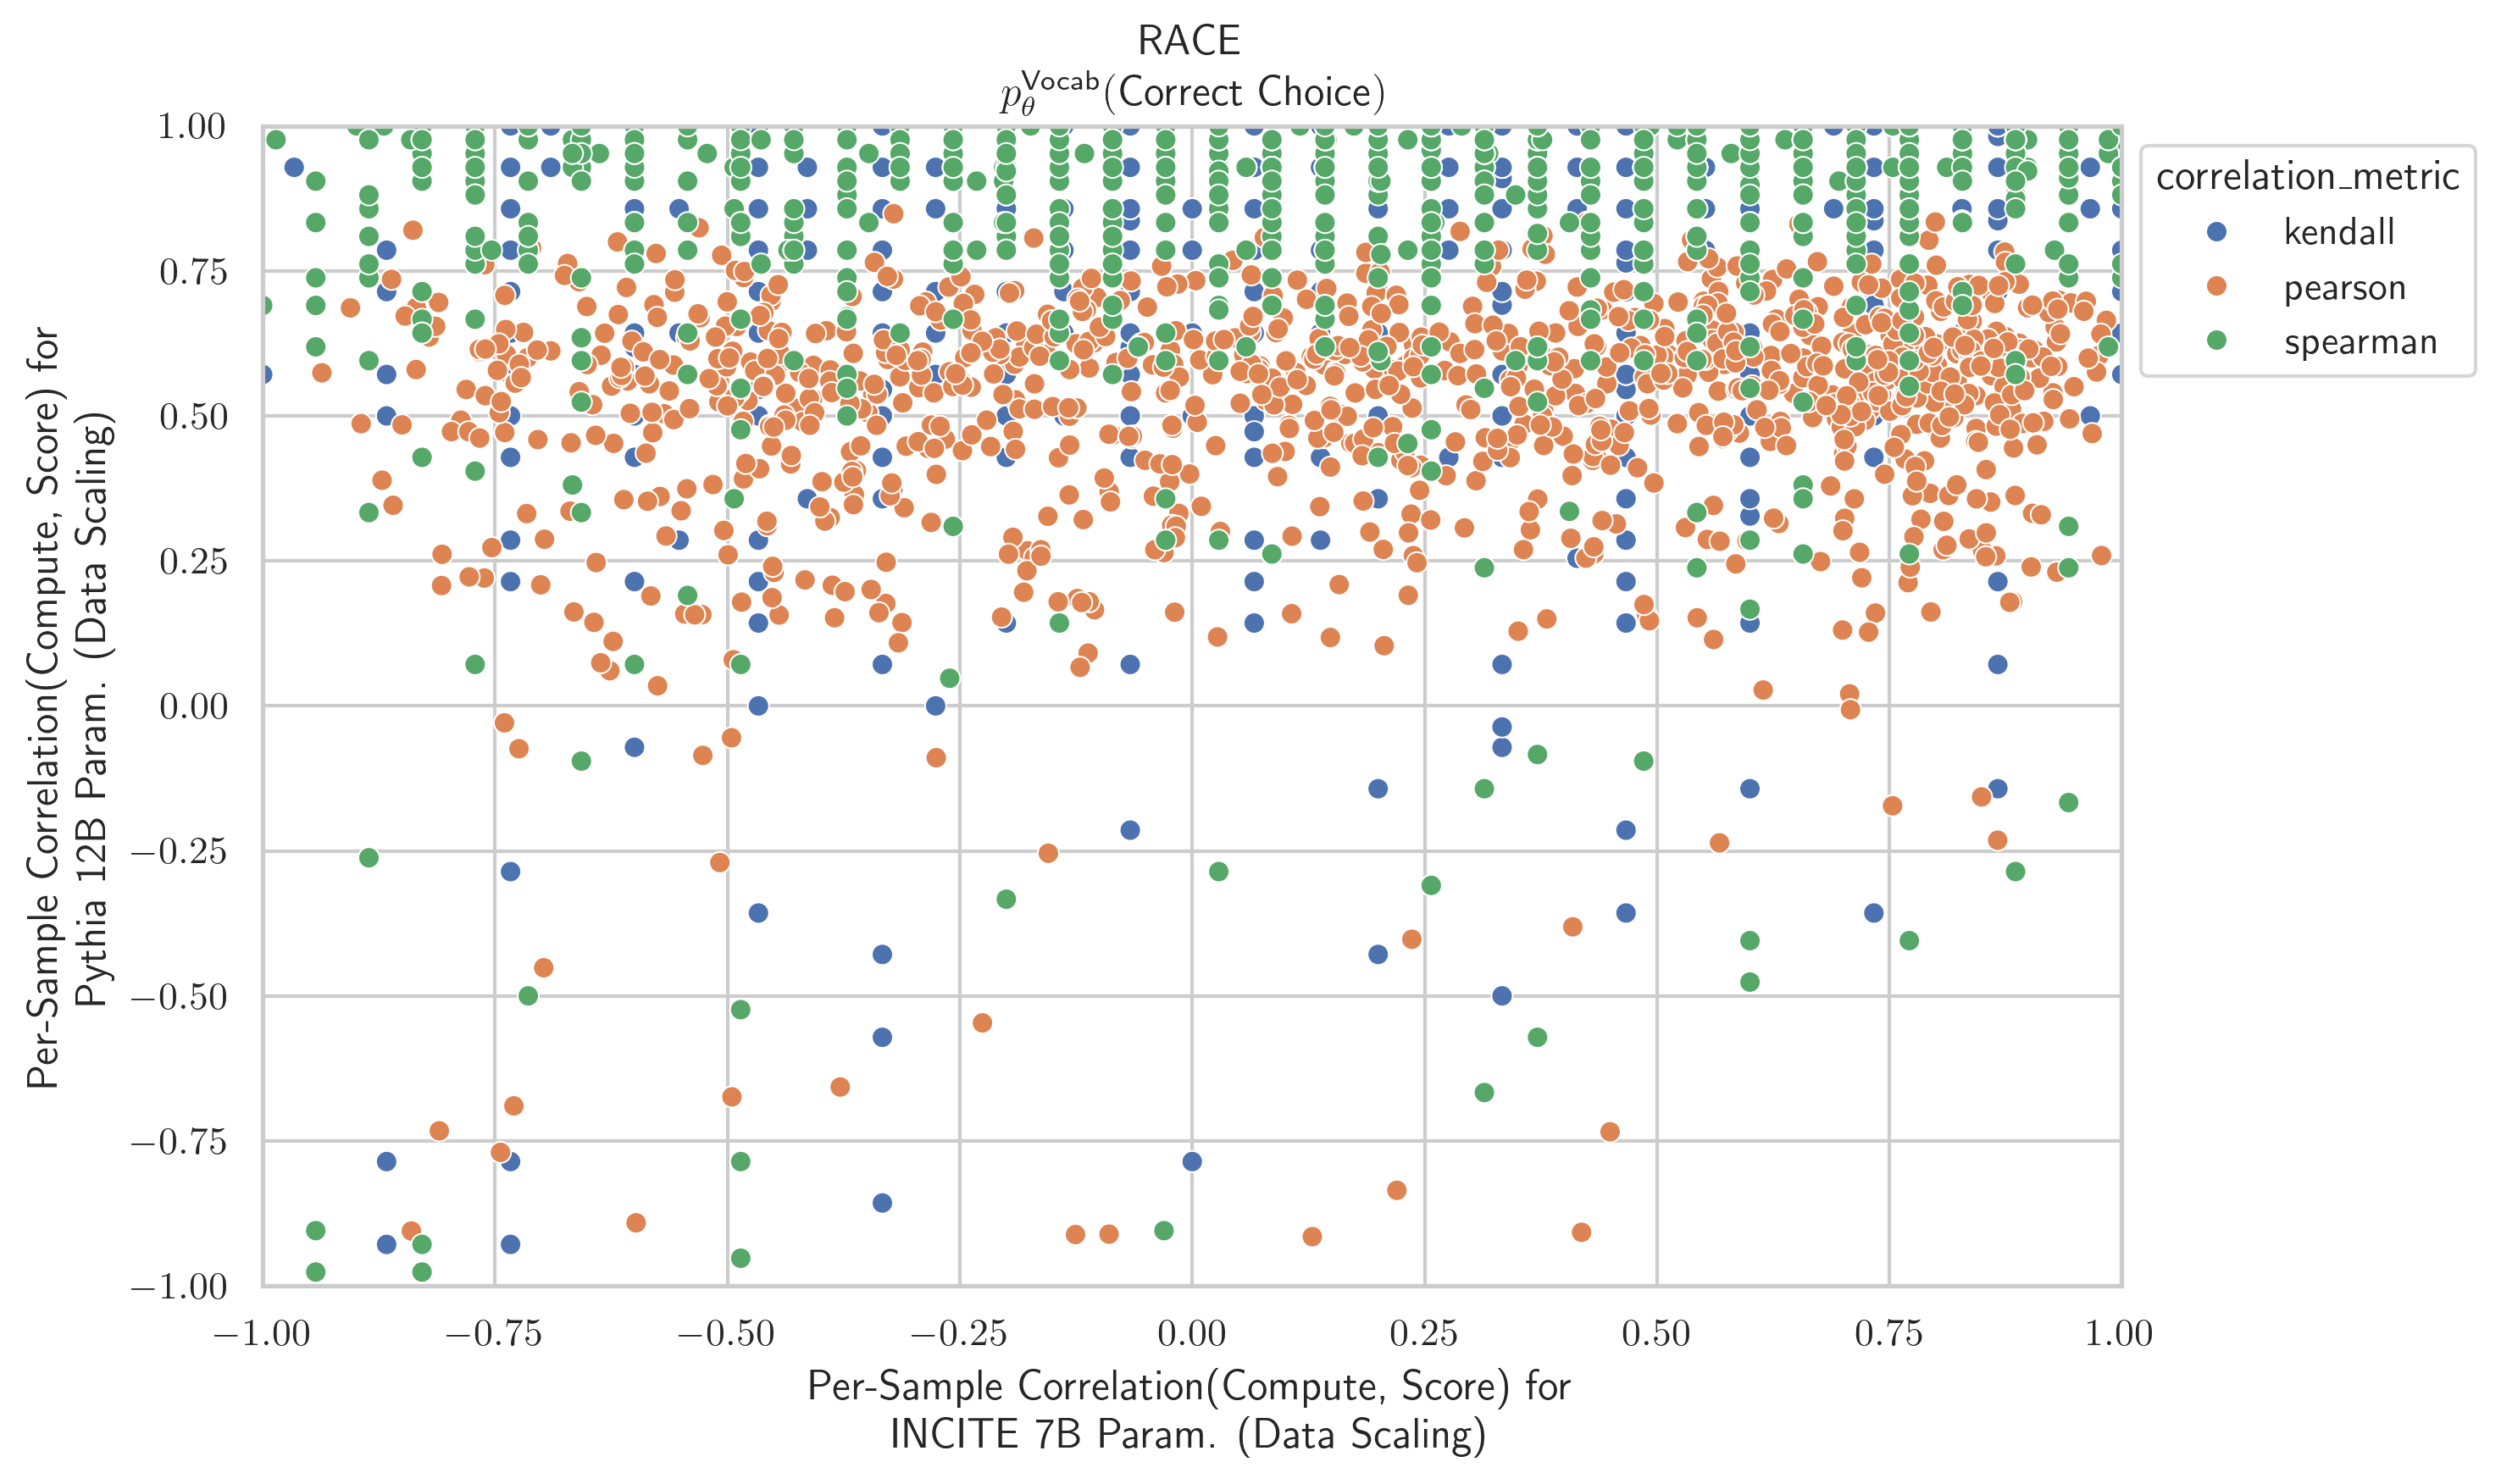 RACE
p_θ^Vocab(Correct Choice)
Per-Sample Correlation(Compute, Score) for
Pythia 12B Param. (Data Scaling)
1.00
0.75
0.50
0.25
0.00
−0.25
−0.50
−0.75
−1.00
−1.00
−0.75
−0.50
−0.25
0.00
0.25
0.50
0.75
1.00
Per-Sample Correlation(Compute, Score) for
INCITE 7B Param. (Data Scaling)
correlation_metric
kendall
pearson
spearman